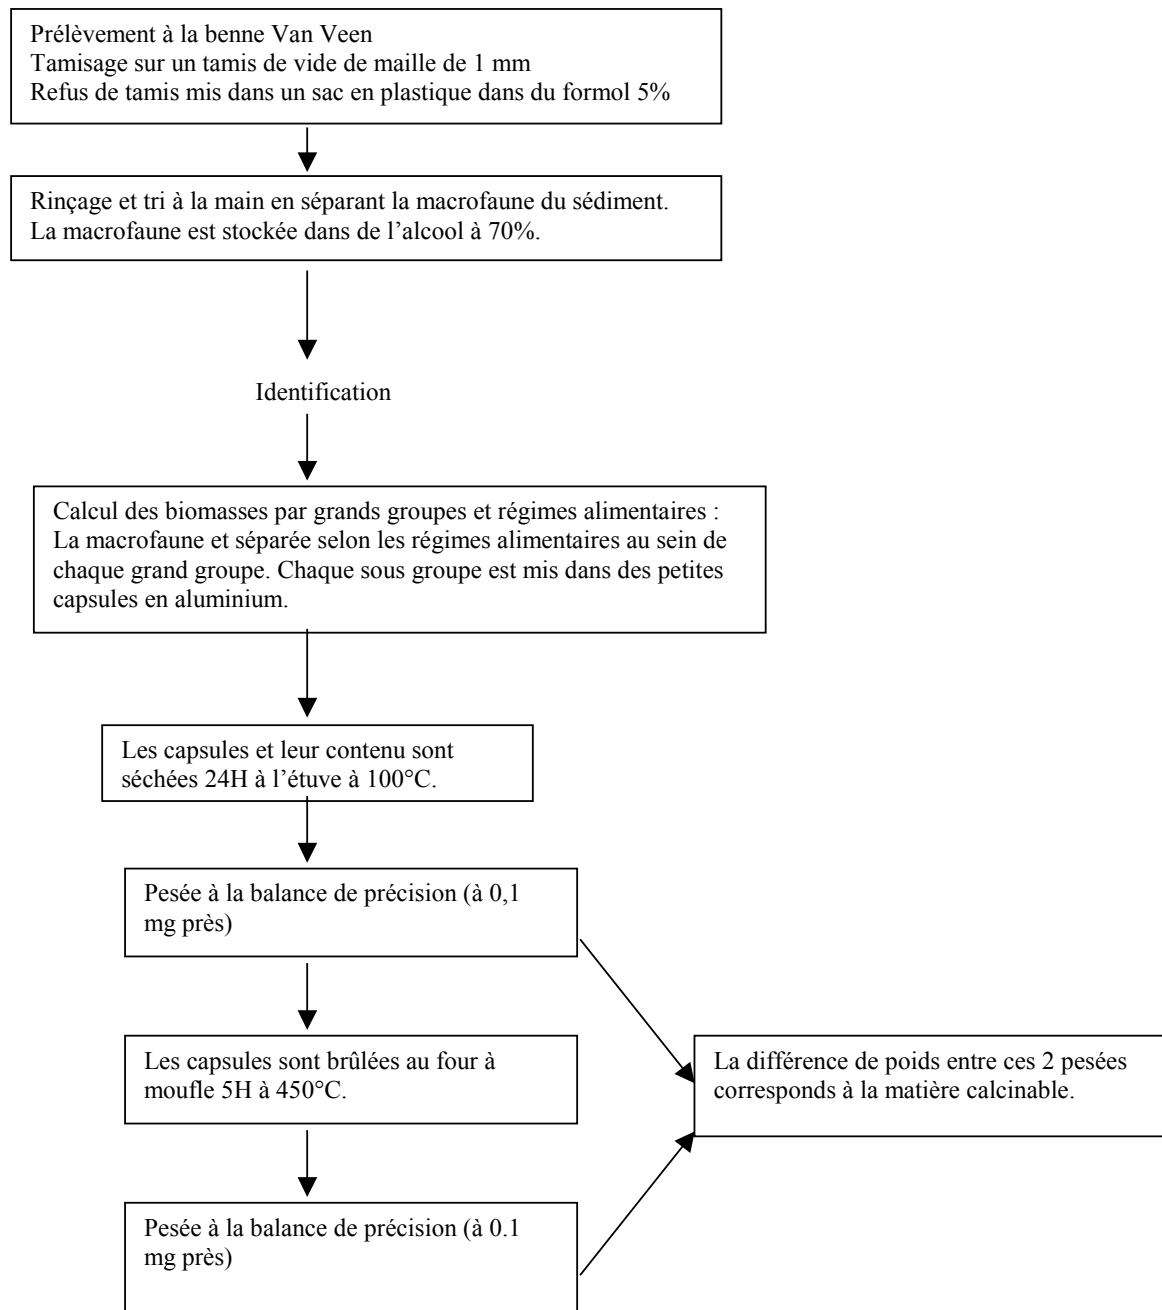 Prélèvement à la benne Van Veen
Tamisage sur un tamis de vide de maille de 1 mm
Refus de tamis mis dans un sac en plastique dans du formol 5%
Rinçage et tri à la main en séparant la macrofaune du sédiment.
La macrofaune est stockée dans de l’alcool à 70%.
Identification
Calcul des biomasses par grands groupes et régimes alimentaires :
La macrofaune et séparée selon les régimes alimentaires au sein de
chaque grand groupe. Chaque sous groupe est mis dans des petites
capsules en aluminium.
Les capsules et leur contenu sont
séchées 24H à l’étuve à 100°C.
Pesée à la balance de précision (à 0,1
mg près)
Les capsules sont brûlées au four à
moufle 5H à 450°C.
La différence de poids entre ces 2 pesées
corresponds à la matière calcinable.
Pesée à la balance de précision (à 0.1
mg près)